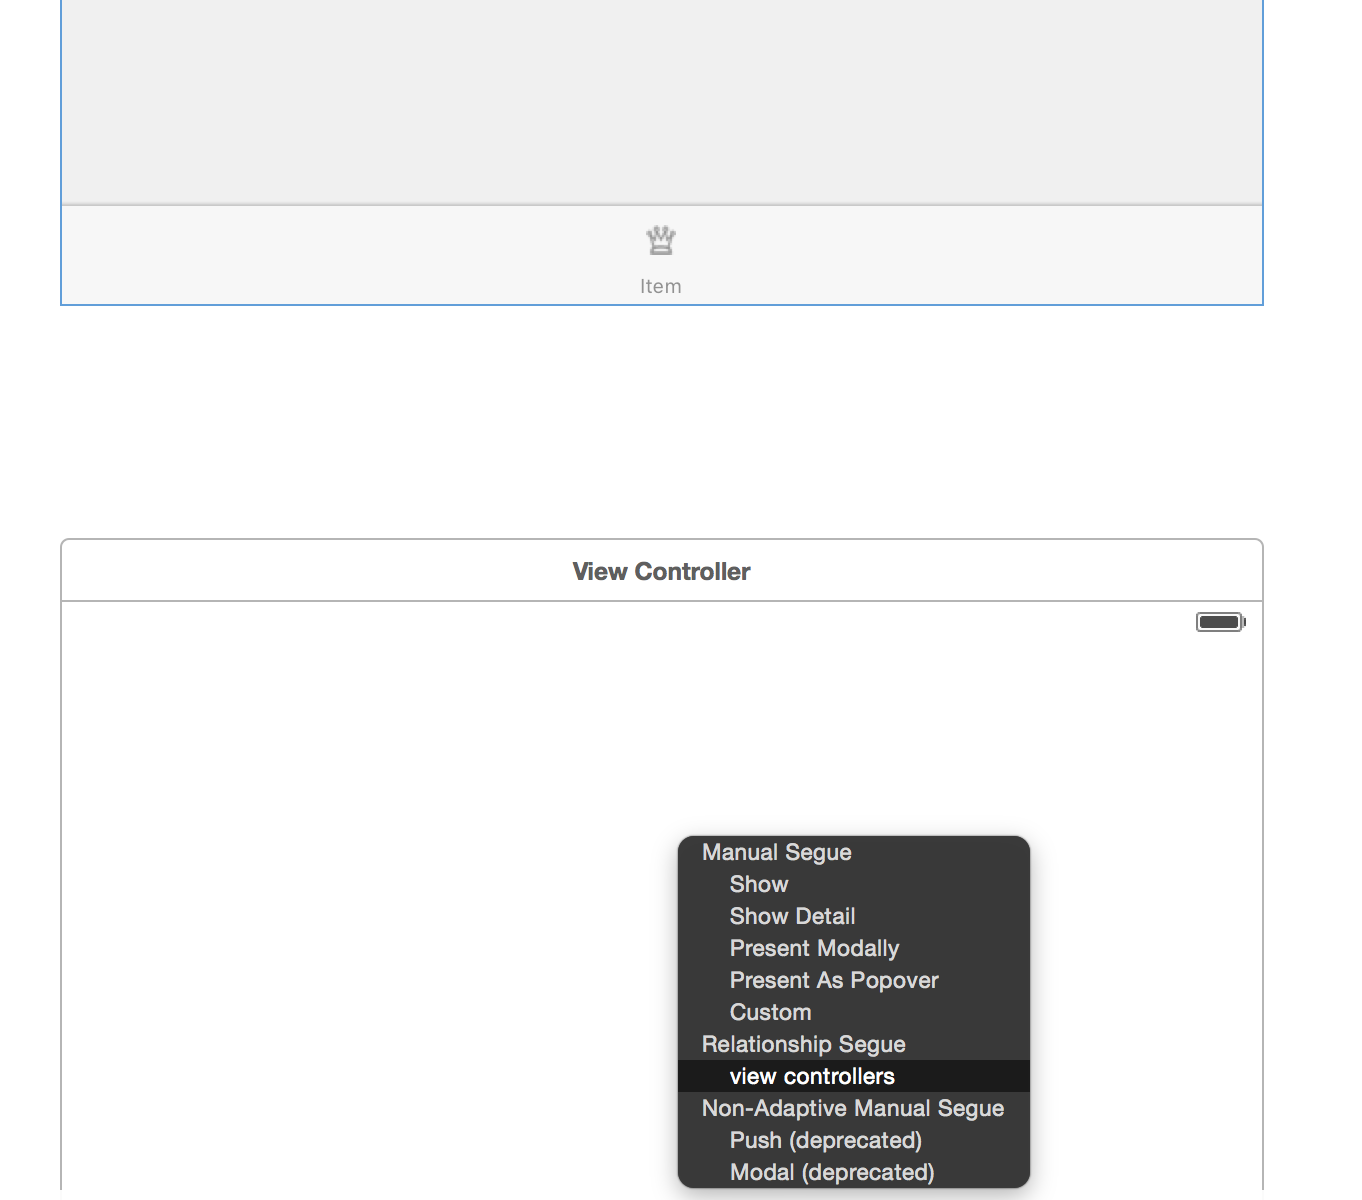 Item
View Controller
Manual Segue
Show
Show Detail
Present Modally
Present As Popover
Custom
Relationship Segue
view controllers
Non-Adaptive Manual Segue
Push (deprecated)
Modal (deprecated)